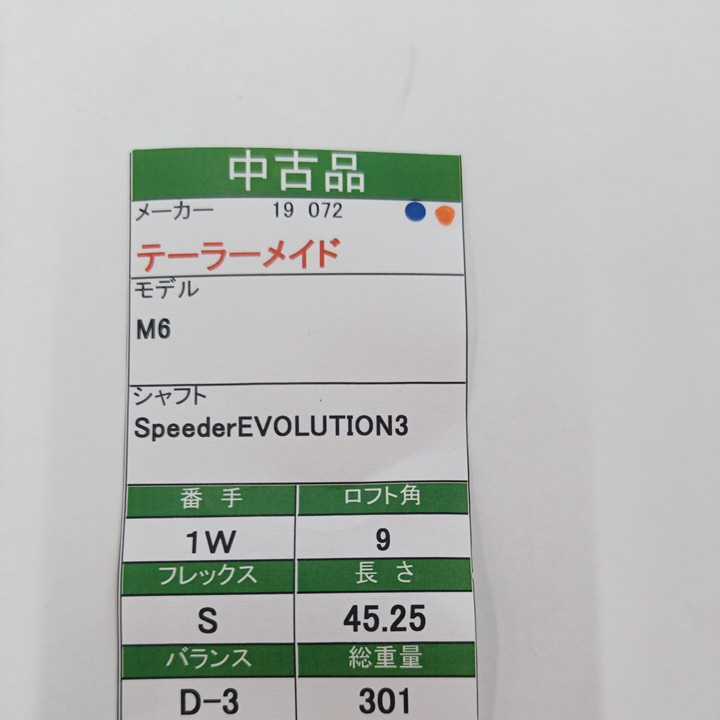 中古品
メーカー 19 072
テーラーメイド
モデル
M6
シャフト
SpeederEVOLUTION3
番 手 ロフト角
1W 9
フレックス 長 さ
S 45.25
バランス 総重量
D-3 301